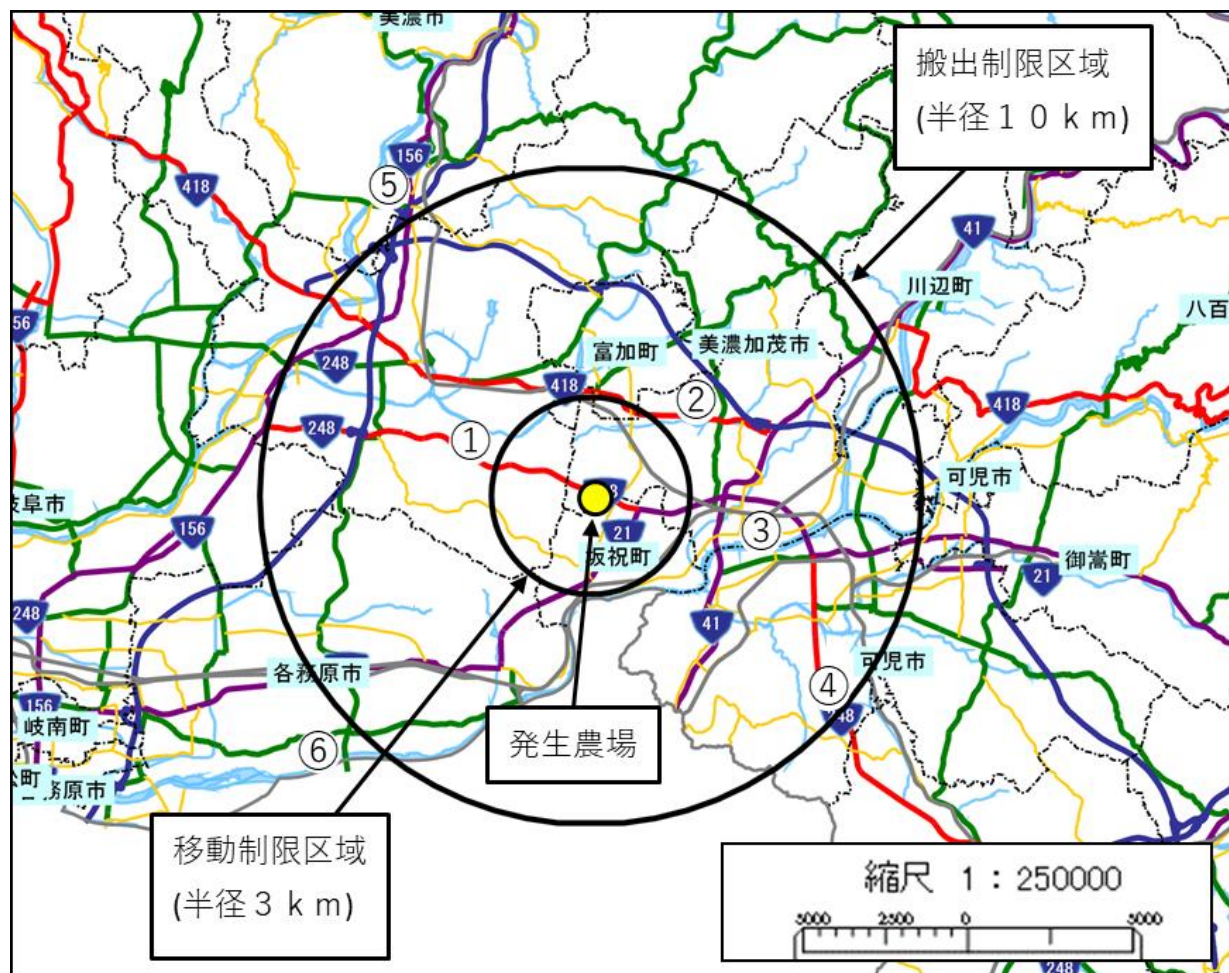 美濃市
搬出制限区域
(半径１０ｋｍ)
156
⑤
418
41
川辺町
八百
56
富加町
美濃加茂市
248
418
②
418
248
①
可児市
岐阜市
156
21
③
坂祝町
御嵩町
21
248
41
各務原市
可児市
④
156
岐南町
発生農場
48
⑥
務原市
移動制限区域
(半径３ｋｍ)
縮尺 1 : 250000
5000 2500 0 5000
248